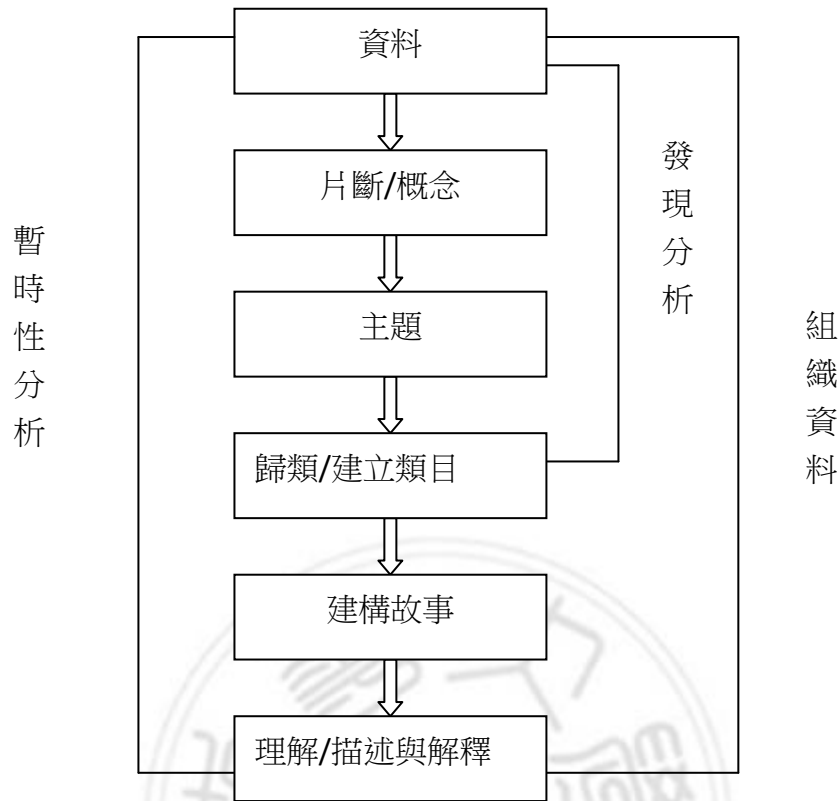 資料
片斷/概念
主題
歸類/建立類目
建構故事
理解/描述與解釋
暫時性分析
發現分析
組織資料